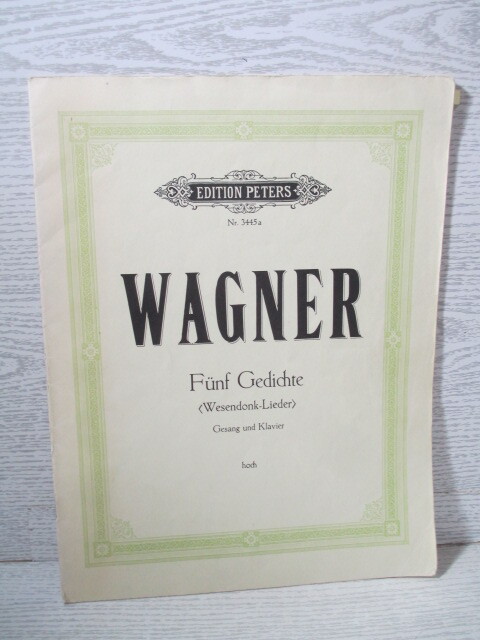 EDITION PETERS
Nr. 3445a
WAGNER
Fünf Gedichte
(Wesendonk-Lieder)
Gesang und Klavier
hoch